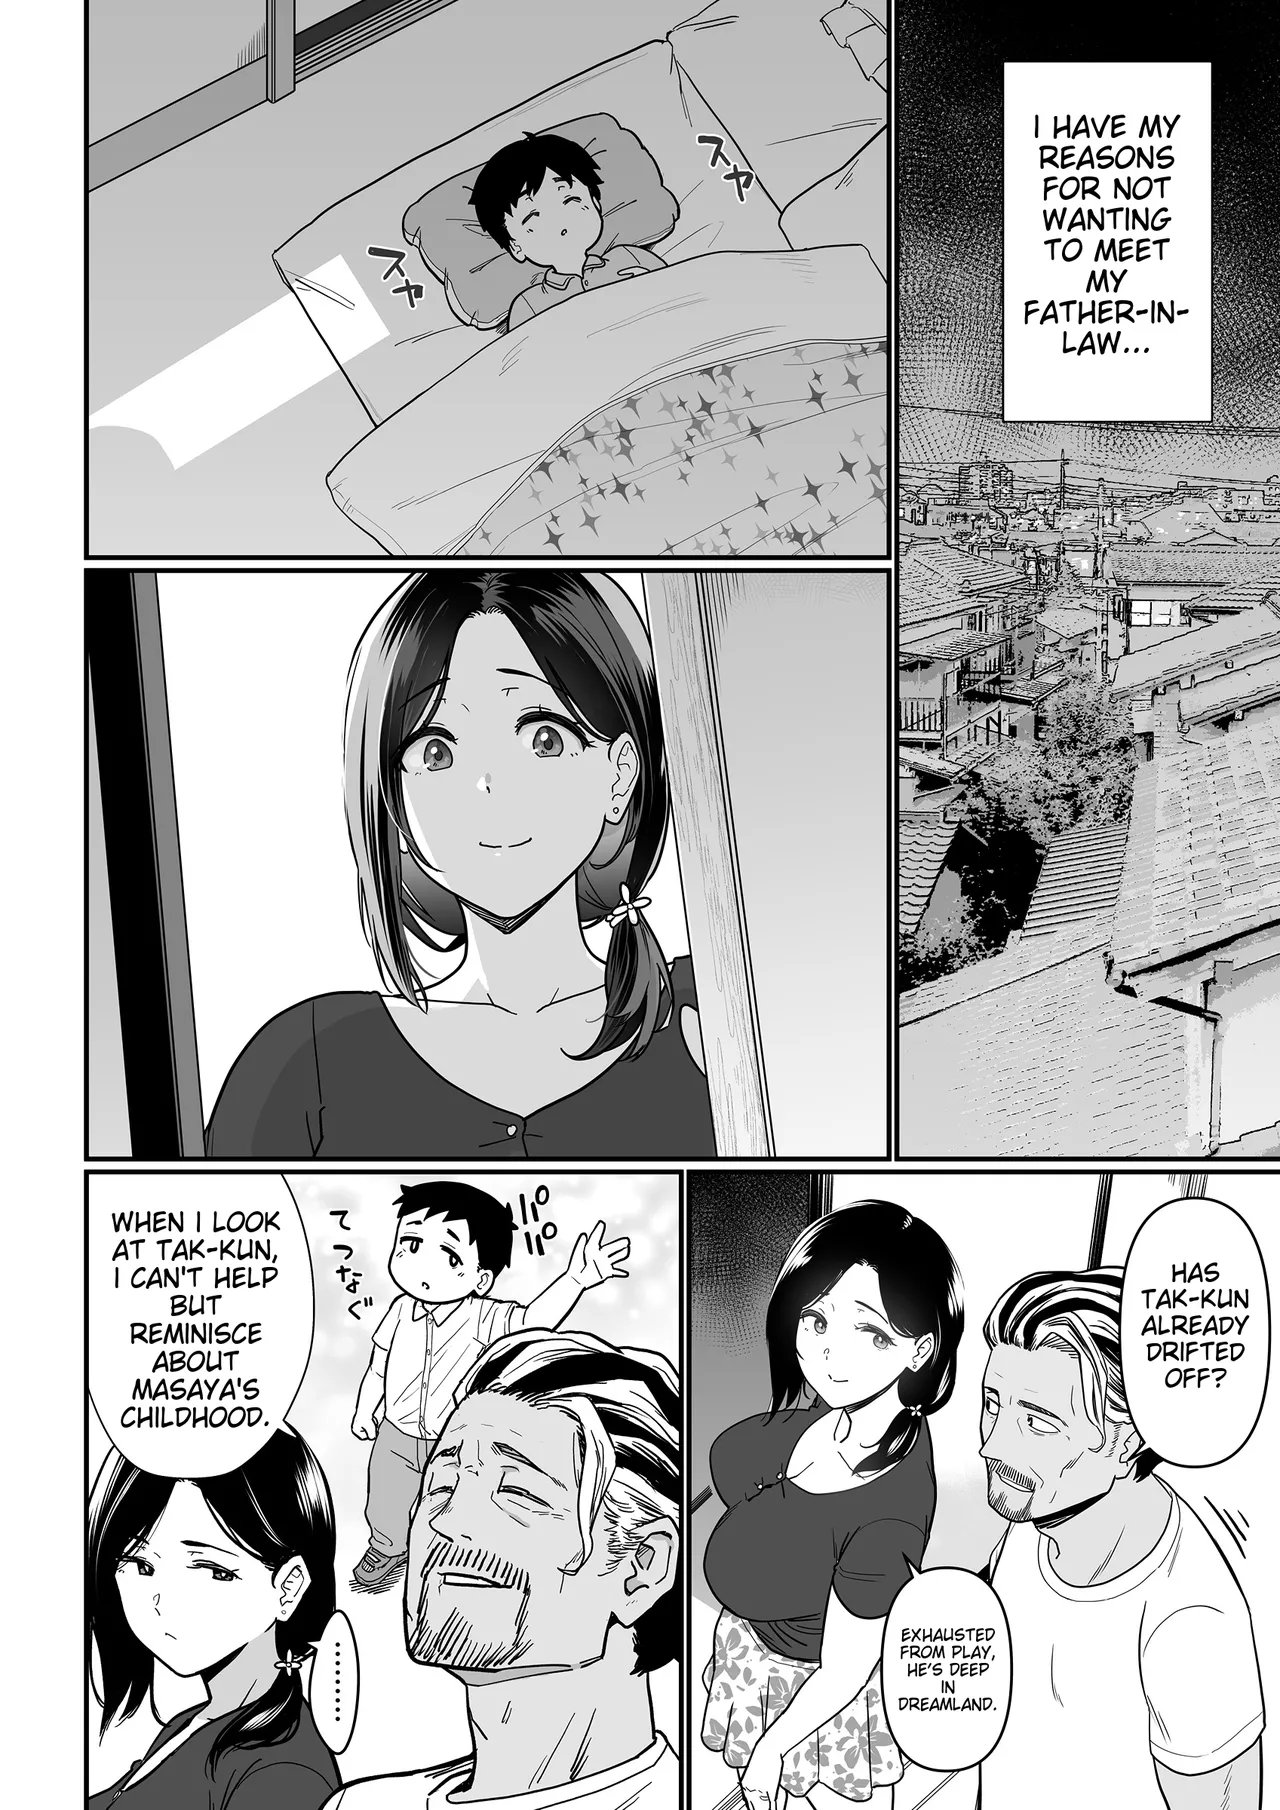 I HAVE MY
REASONS
FOR NOT
WANTING
TO MEET
MY
FATHER-IN-
LAW...
スヤ
スヤ
HAS
TAK-KUN
ALREADY
DRIFTED
OFF?
EXHAUSTED
FROM PLAY,
HE'S DEEP
IN
DREAMLAND.
パパ
てつなぐ
WHEN I LOOK
AT TAK-KUN,
I CAN'T HELP
BUT
REMINISCE
ABOUT
MASAYA'S
CHILDHOOD.
………